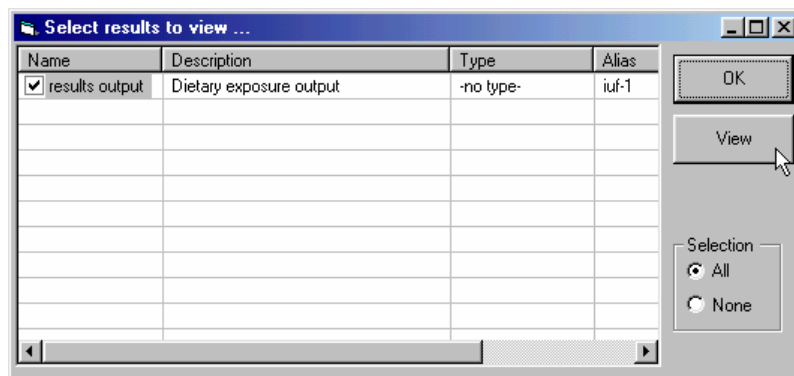 Select results to view ...
Name Description Type Alias
results output Dietary exposure output -no type- iuf-1
OK
View
Selection
All
None